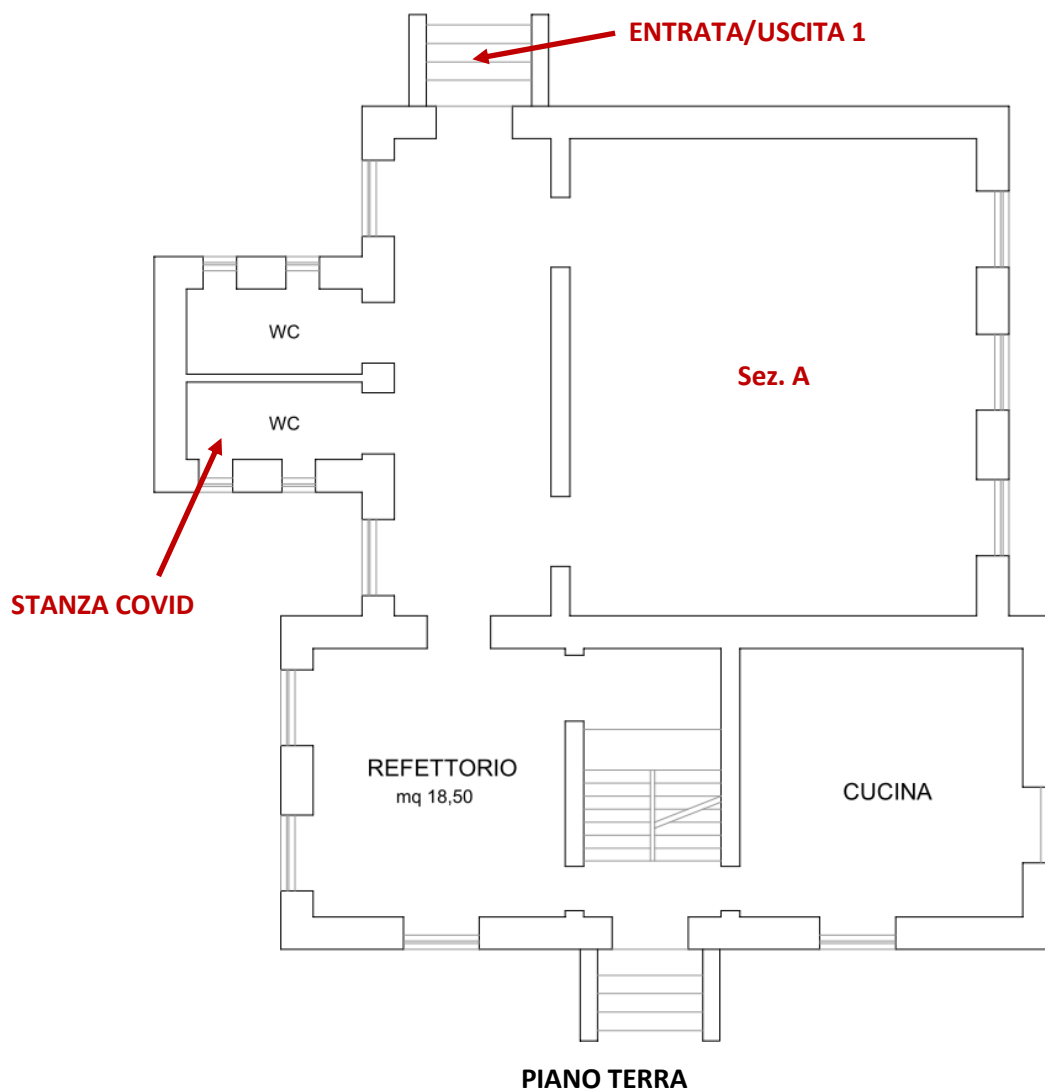 ENTRATA/USCITA 1
WC
Sez. A
WC
STANZA COVID
REFETTORIO
mq 18,50
CUCINA
PIANO TERRA